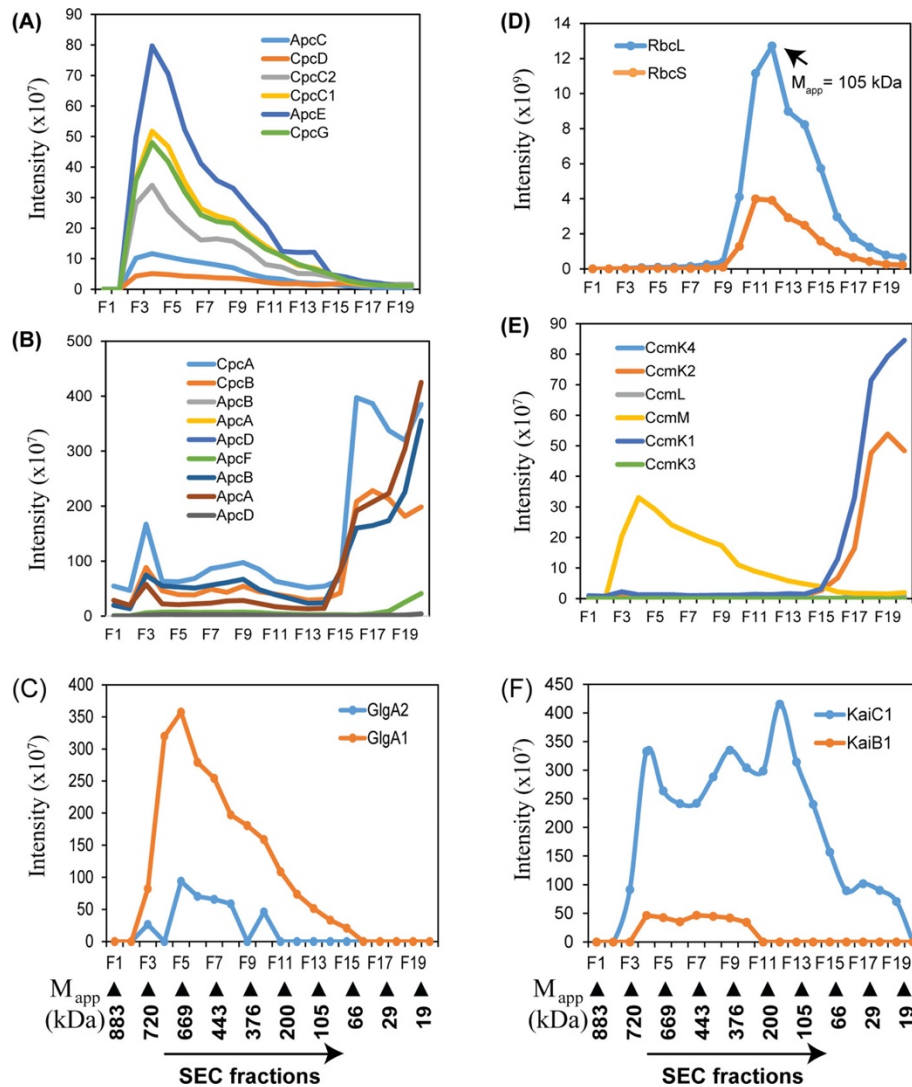 (A)
Intensity (x10⁷)
90
80
70
60
50
40
30
20
10
0
ApcC
CpcD
CpcC2
CpcC1
ApcE
CpcG
F1 F3 F5 F7 F9 F11 F13 F15 F17 F19
(B)
Intensity (x10⁷)
500
400
300
200
100
0
CpcA
CpcB
ApcB
ApcA
ApcD
ApcF
ApcB
ApcA
ApcD
F1 F3 F5 F7 F9 F11 F13 F15 F17 F19
(C)
Intensity (x10⁷)
400
350
300
250
200
150
100
50
0
GlgA2
GlgA1
F1 F3 F5 F7 F9 F11 F13 F15 F17 F19
Mapp
(kDa)
883 720 669 443 376 200 105 66 29 19
SEC fractions
(D)
Intensity (x10⁹)
14
12
10
8
6
4
2
0
RbcL
RbcS
Mapp= 105 kDa
F1 F3 F5 F7 F9 F11 F13 F15 F17 F19
(E)
Intensity (x10⁷)
90
80
70
60
50
40
30
20
10
0
CcmK4
CcmK2
CcmL
CcmM
CcmK1
CcmK3
F1 F3 F5 F7 F9 F11 F13 F15 F17 F19
(F)
Intensity (x10⁷)
450
400
350
300
250
200
150
100
50
0
KaiC1
KaiB1
F1 F3 F5 F7 F9 F11 F13 F15 F17 F19
Mapp
(kDa)
883 720 669 443 376 200 105 66 29 19
SEC fractions